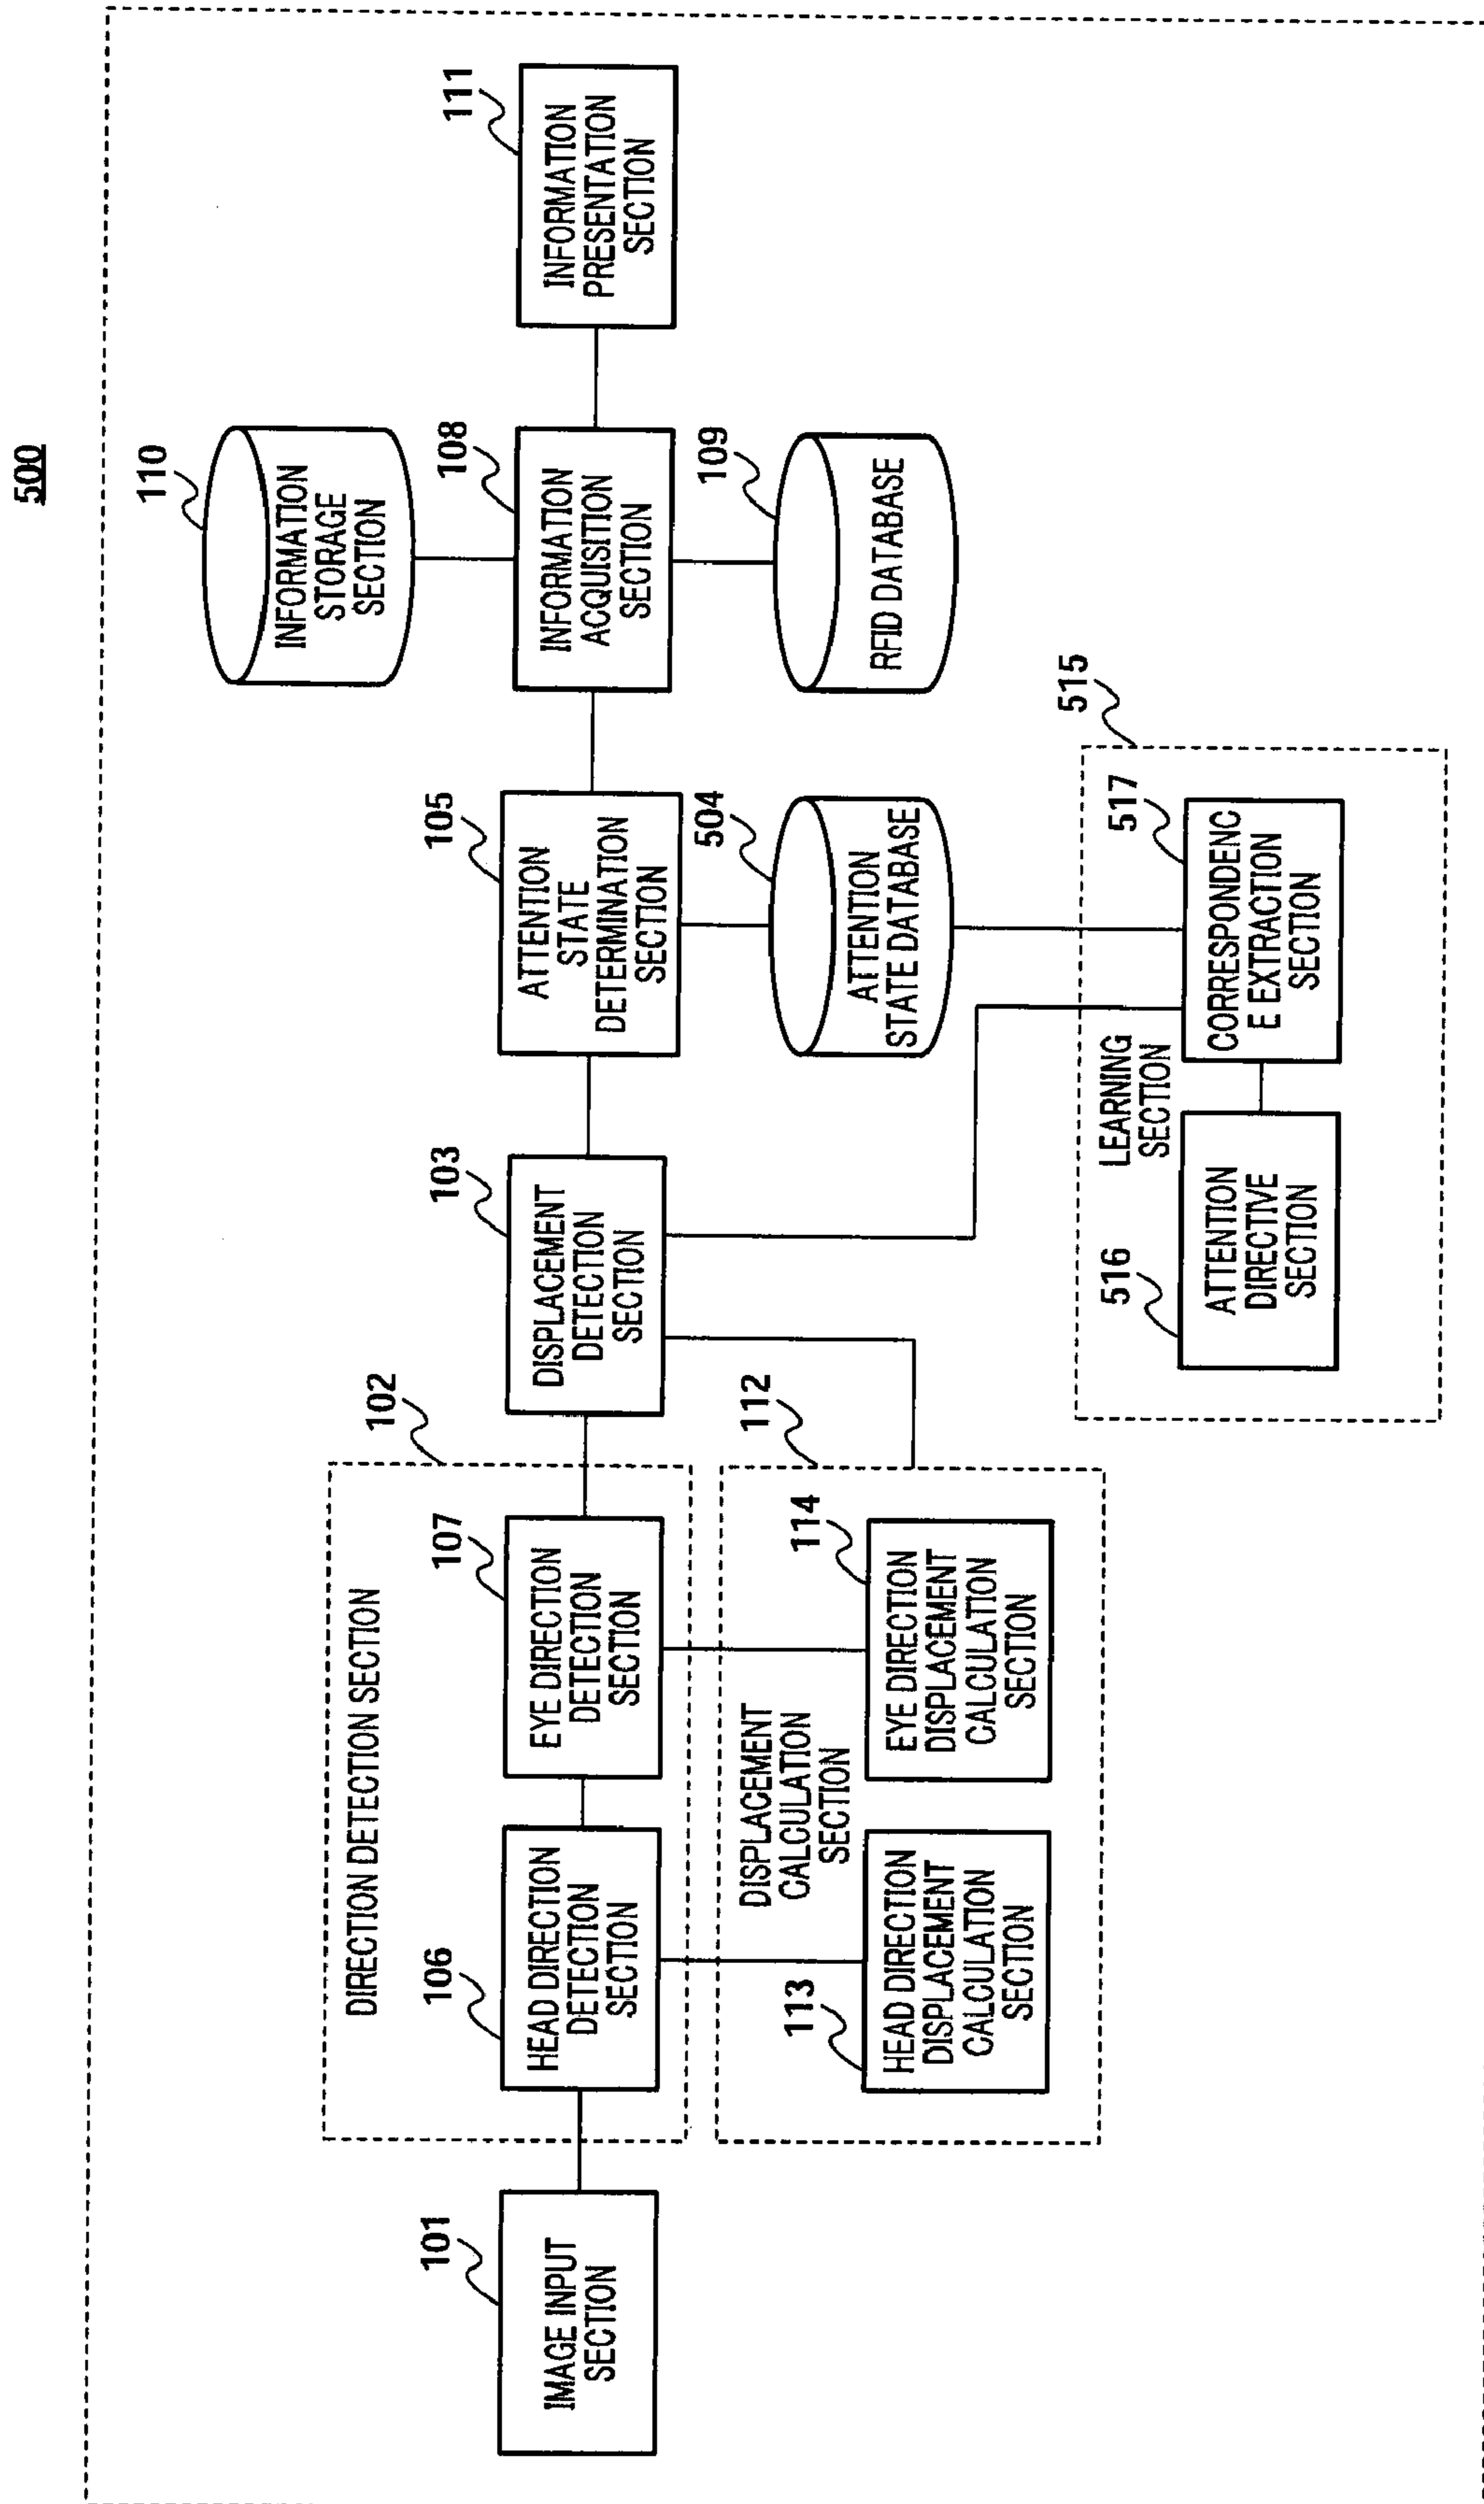 500
101
IMAGE INPUT
SECTION
102
DIRECTION DETECTION SECTION
106
HEAD DIRECTION
DETECTION
SECTION
107
EYE DIRECTION
DETECTION
SECTION
112
DISPLACEMENT
CALCULATION
SECTION
113
HEAD DIRECTION
DISPLACEMENT
CALCULATION
SECTION
114
EYE DIRECTION
DISPLACEMENT
CALCULATION
SECTION
103
DISPLACEMENT
DETECTION
SECTION
105
ATTENTION
STATE
DETERMINATION
SECTION
504
ATTENTION
STATE DATABASE
515
LEARNING
SECTION
516
ATTENTION
DIRECTIVE
SECTION
517
CORRESPONDENC
E EXTRACTION
SECTION
110
INFORMATION
STORAGE
SECTION
108
INFORMATION
ACQUISITION
SECTION
109
RFID DATABASE
111
INFORMATION
PRESENTATION
SECTION